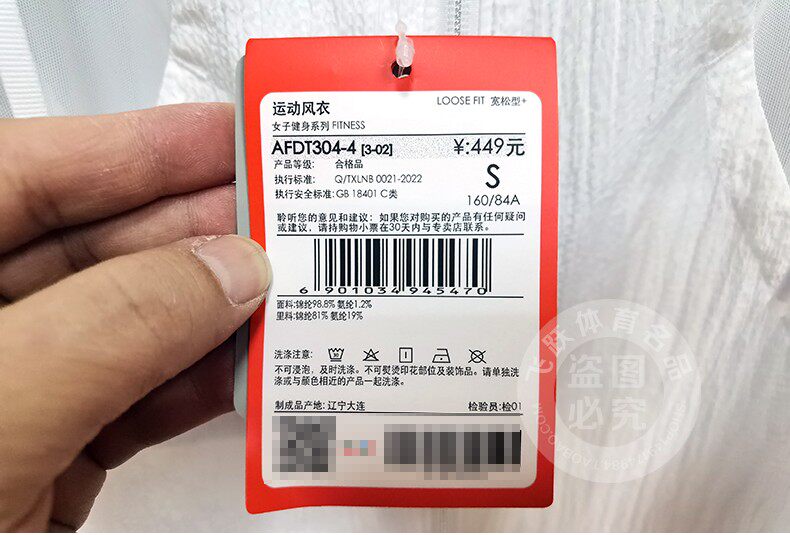 LOOSE FIT 宽松型+
运动风衣
女子健身系列 FITNESS
AFDT304-4 [3-02] ¥:449元
产品等级: 合格品
执行标准: Q/TXLNB 0021-2022
S
执行安全标准: GB 18401 C类
160/84A
聆听您的意见和建议: 如果您对购买的产品有任何疑问
或建议, 请持购物小票在30天内与专卖店联系。
6 901034 945470
面料:锦纶98.8% 氨纶1.2%
里料:锦纶81% 氨纶19%
洗涤注意:
不可浸泡, 及时洗涤。不可熨烫印花部位及装饰品。请单独洗
涤或与颜色相近的产品一起洗涤。
制成品产地: 辽宁大连 检验员:检01
飞跃体育名品
盗图
必究